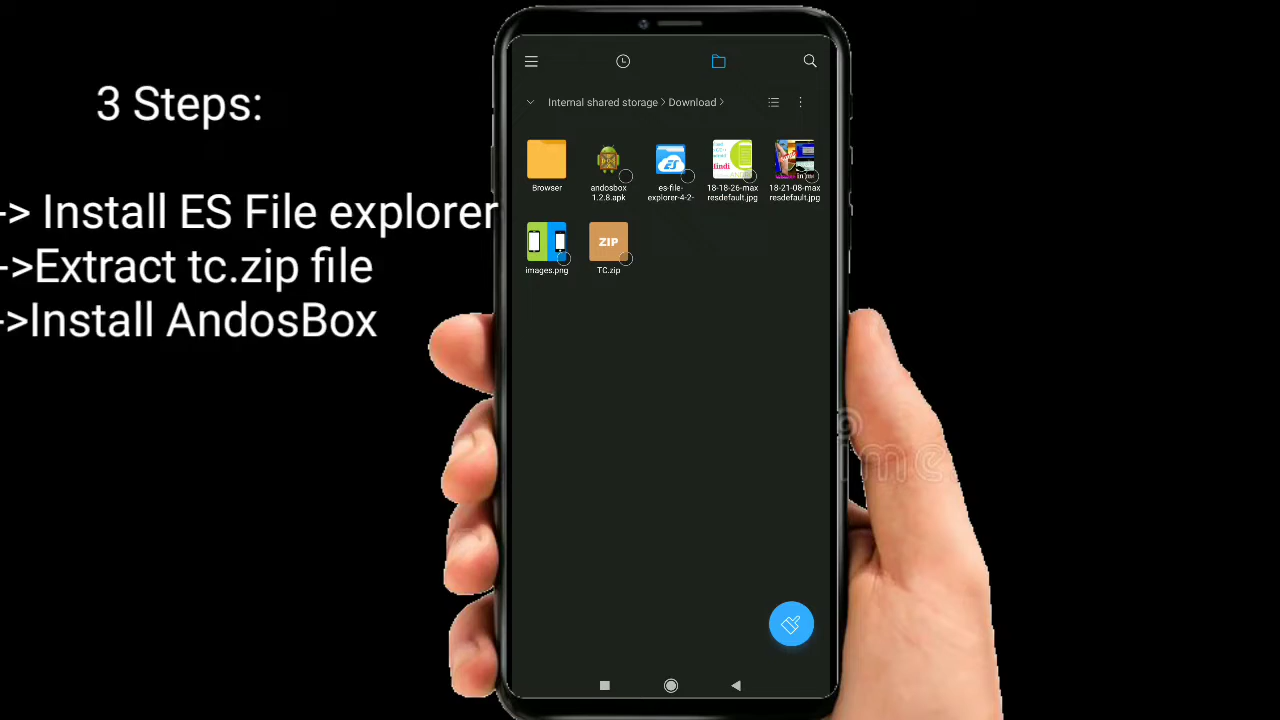 3 Steps:
-> Install ES File explorer
->Extract tc.zip file
->Install AndosBox
Internal shared storage > Download >
Browser
andosbox
1.2.8.apk
es-file-
explorer-4-2-
18-18-26-max
resdefault.jpg
18-21-08-max
resdefault.jpg
images.png
ZIP
TC.zip
ES